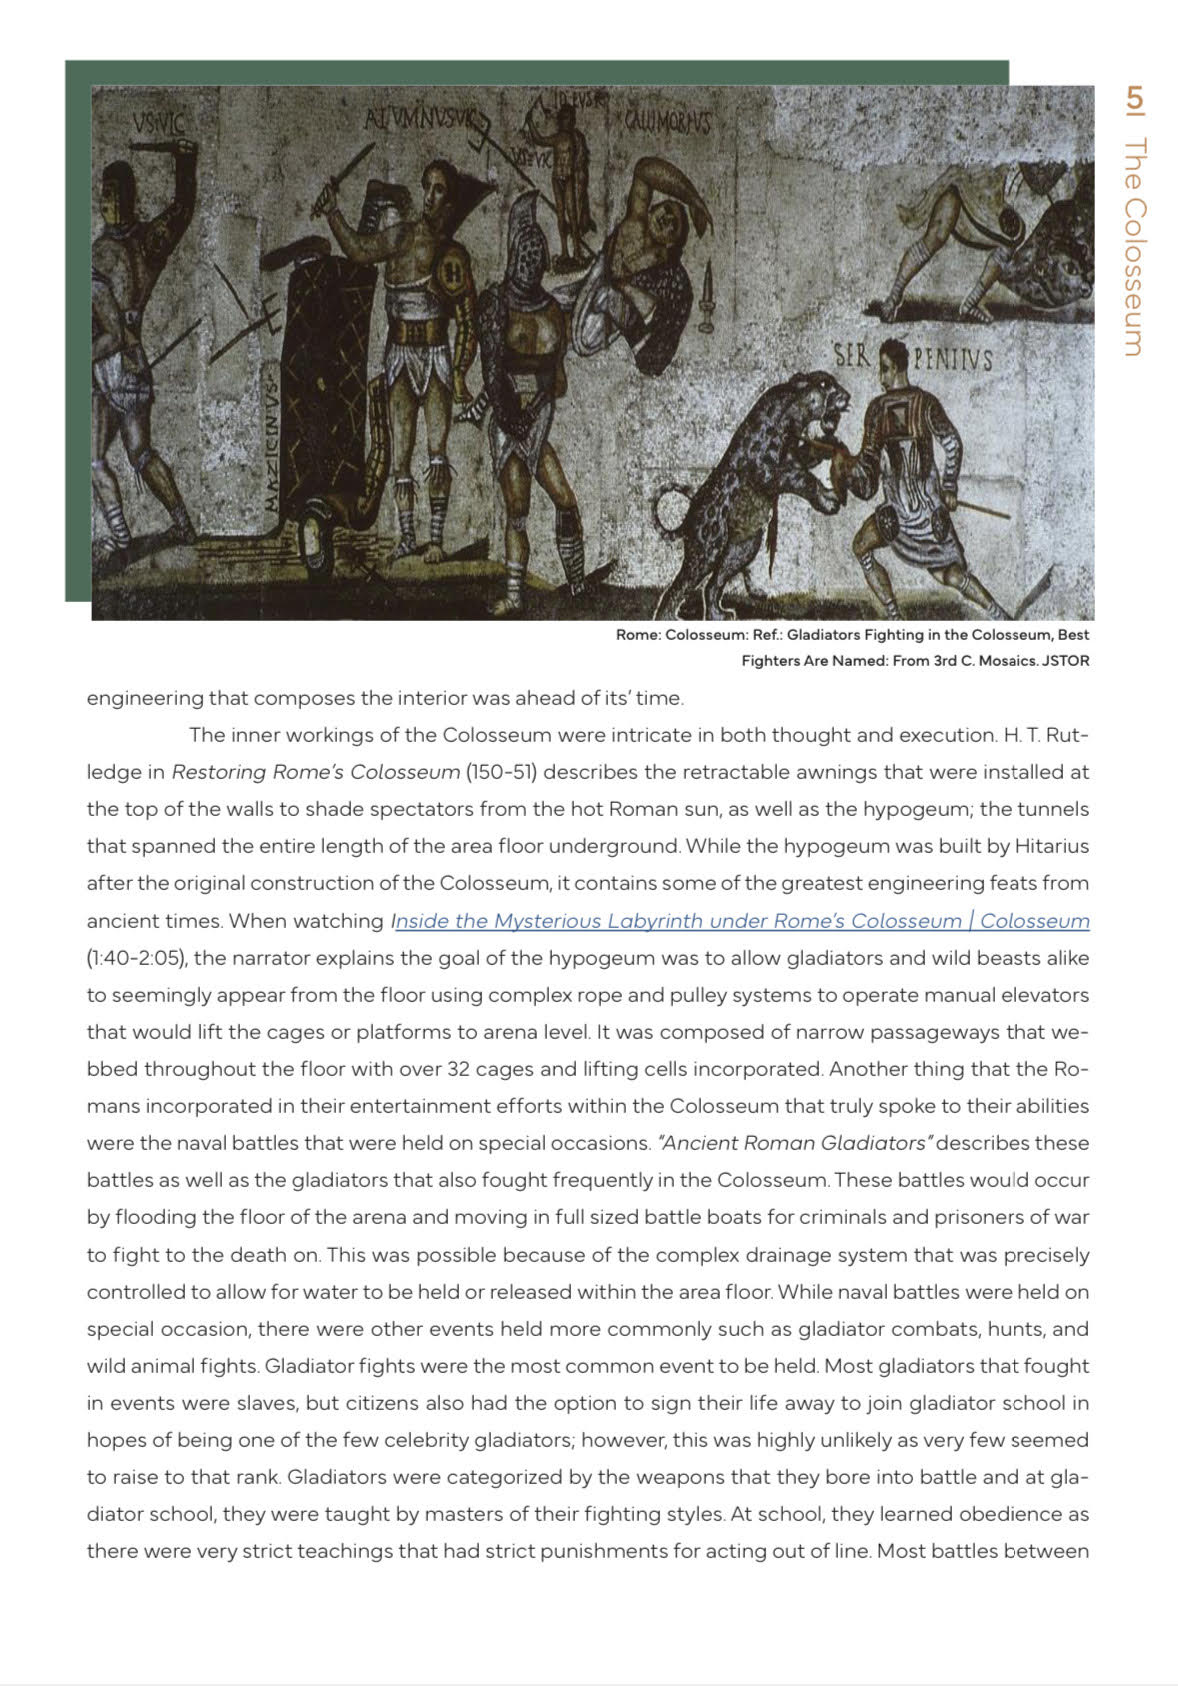 5| The Colosseum
VSNIC
ALVMNVSVIC
IDEVS
VSEVIC
CALLIMORFVS
MAZICINVS
SER PENIIVS
Rome: Colosseum: Ref.: Gladiators Fighting in the Colosseum, Best
Fighters Are Named: From 3rd C. Mosaics. JSTOR
engineering that composes the interior was ahead of its’ time.
The inner workings of the Colosseum were intricate in both thought and execution. H. T. Rut-
ledge in Restoring Rome’s Colosseum (150-51) describes the retractable awnings that were installed at
the top of the walls to shade spectators from the hot Roman sun, as well as the hypogeum; the tunnels
that spanned the entire length of the area floor underground. While the hypogeum was built by Hitarius
after the original construction of the Colosseum, it contains some of the greatest engineering feats from
ancient times. When watching Inside the Mysterious Labyrinth under Rome’s Colosseum | Colosseum
(1:40-2:05), the narrator explains the goal of the hypogeum was to allow gladiators and wild beasts alike
to seemingly appear from the floor using complex rope and pulley systems to operate manual elevators
that would lift the cages or platforms to arena level. It was composed of narrow passageways that we-
bbed throughout the floor with over 32 cages and lifting cells incorporated. Another thing that the Ro-
mans incorporated in their entertainment efforts within the Colosseum that truly spoke to their abilities
were the naval battles that were held on special occasions. “Ancient Roman Gladiators” describes these
battles as well as the gladiators that also fought frequently in the Colosseum. These battles would occur
by flooding the floor of the arena and moving in full sized battle boats for criminals and prisoners of war
to fight to the death on. This was possible because of the complex drainage system that was precisely
controlled to allow for water to be held or released within the area floor. While naval battles were held on
special occasion, there were other events held more commonly such as gladiator combats, hunts, and
wild animal fights. Gladiator fights were the most common event to be held. Most gladiators that fought
in events were slaves, but citizens also had the option to sign their life away to join gladiator school in
hopes of being one of the few celebrity gladiators; however, this was highly unlikely as very few seemed
to raise to that rank. Gladiators were categorized by the weapons that they bore into battle and at gla-
diator school, they were taught by masters of their fighting styles. At school, they learned obedience as
there were very strict teachings that had strict punishments for acting out of line. Most battles between